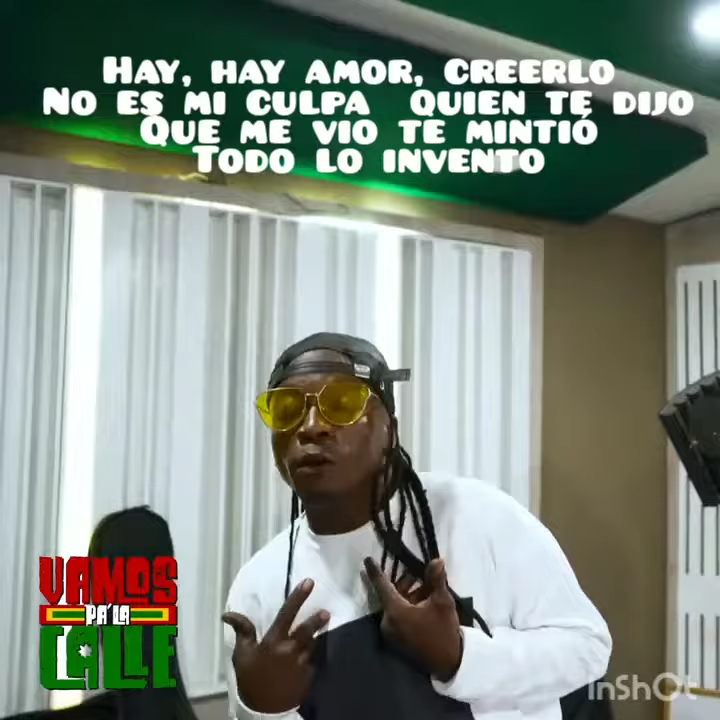 Hay, hay amor, creerlo
No es mi culpa quien te dijo
Que me vio te mintió
Todo lo invento
VAMOS
PA'LA
CALLE
InShOt